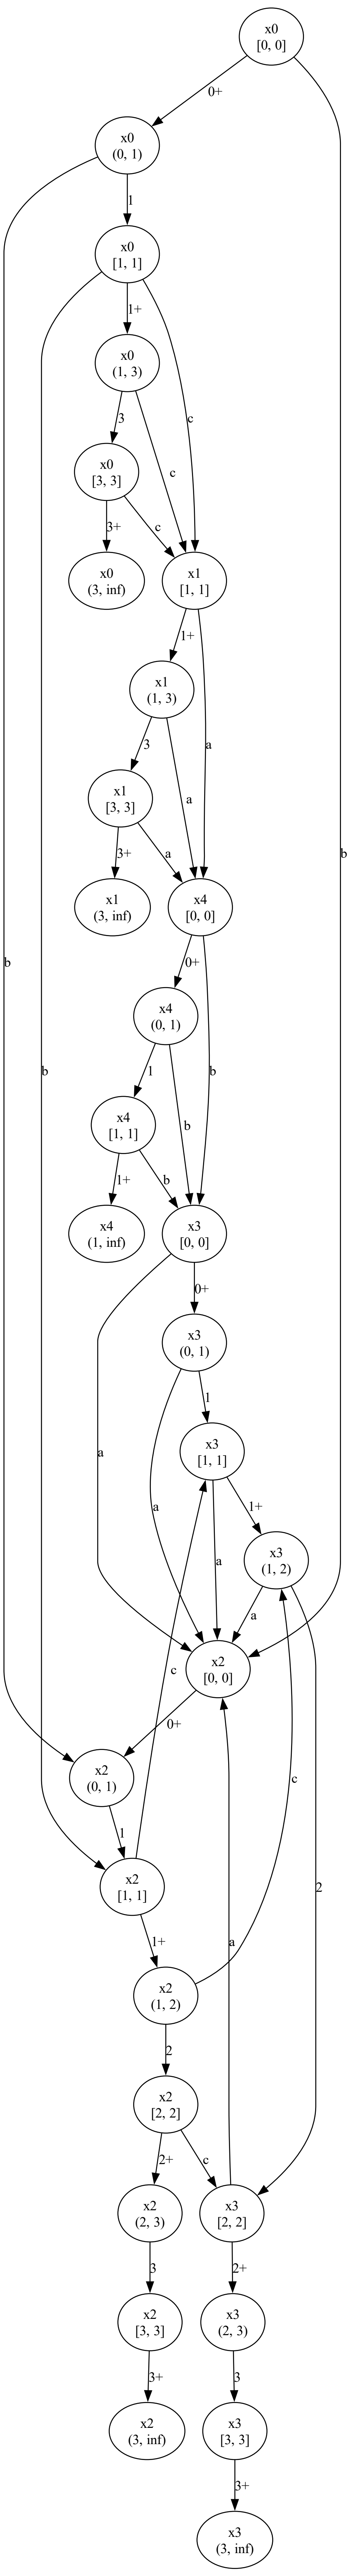 x0
[0, 0]
0+
x0
(0, 1)
1
x0
[1, 1]
1+
x0
(1, 3)
3
c
c
x0
[3, 3]
3+
c
x0
(3, inf)
x1
[1, 1]
1+
x1
(1, 3)
a
3
x1
[3, 3]
a
3+
a
b
x1
(3, inf)
x4
[0, 0]
b
0+
x4
(0, 1)
b
1
b
x4
[1, 1]
b
1+
b
x4
(1, inf)
x3
[0, 0]
0+
x3
(0, 1)
1
a
x3
[1, 1]
a
1+
x3
(1, 2)
a
a
x2
[0, 0]
c
0+
x2
(0, 1)
c
1
x2
[1, 1]
2
1+
a
x2
(1, 2)
2
x2
[2, 2]
2+
c
x2
(2, 3)
x3
[2, 2]
3
2+
x2
[3, 3]
x3
(2, 3)
3+
3
x2
(3, inf)
x3
[3, 3]
3+
x3
(3, inf)